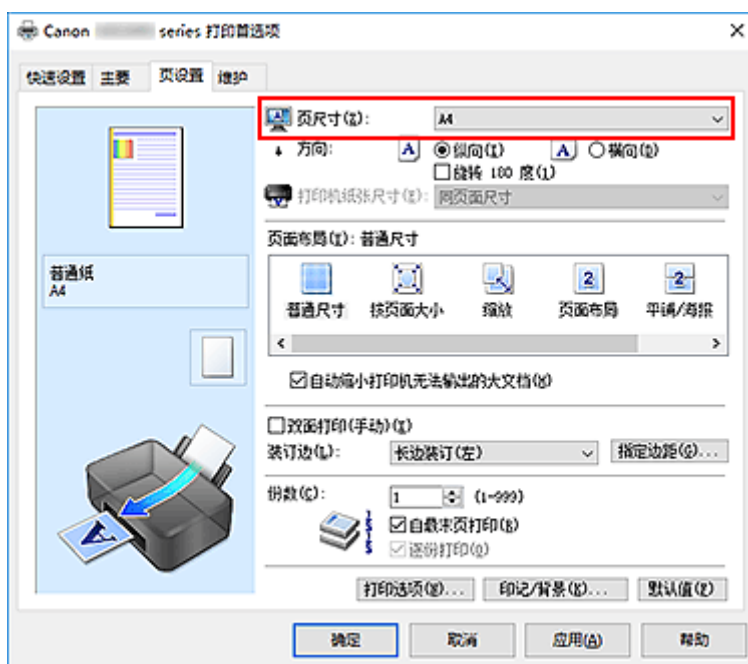 Canon series 打印首选项
快速设置 主要 页设置 维护
页尺寸(Z): A4
方向: A 纵向(T) A 横向(D)
旋转 180 度(1)
打印机纸张尺寸(E): 同页面尺寸
页面布局(I): 普通尺寸
普通纸
A4
普通尺寸 按页面大小 缩放 页面布局 平铺/海报
自动缩小打印机无法输出的大文档(8)
双面打印(手动)(X)
装订边(L): 长边装订(左) 指定边距(G)...
份数(C): 1 (1-999)
自最末页打印(R)
逐份打印(O)
打印选项(N)... 印记/背景(K)... 默认值(F)
确定 取消 应用(A) 帮助